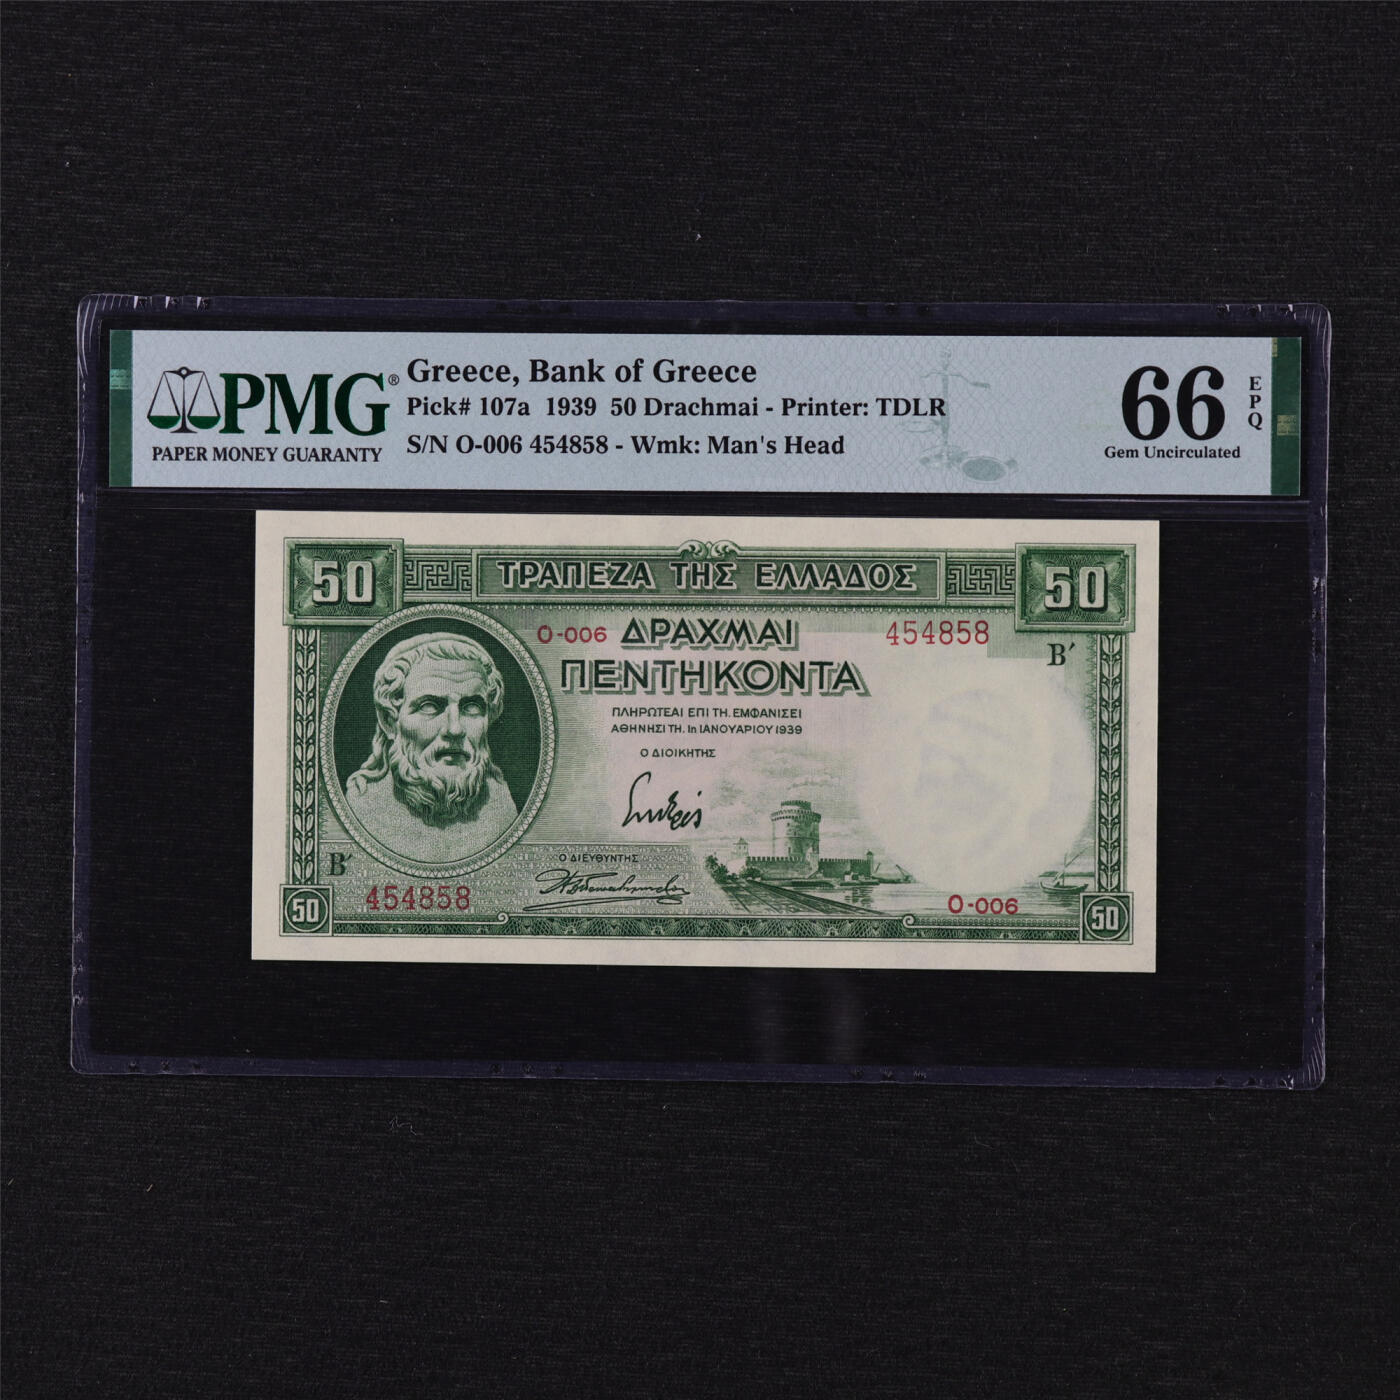 PMG®
PAPER MONEY GUARANTY
Greece, Bank of Greece
Pick# 107a 1939 50 Drachmai - Printer: TDLR
S/N O-006 454858 - Wmk: Man's Head
66
EPQ
Gem Uncirculated
50 ΤΡΑΠΕΖΑ ΤΗΣ ΕΛΛΑΔΟΣ 50
O-006 ΔΡΑΧΜΑΙ 454858
Β′
ΠΕΝΤΗΚΟΝΤΑ
ΠΛΗΡΩΤΕΑΙ ΕΠΙ ΤΗ. ΕΜΦΑΝΙΣΕΙ
ΑΘΗΝΗΣΙ ΤΗ. 1η ΙΑΝΟΥΑΡΙΟΥ 1939
Ο ΔΙΟΙΚΗΤΗΣ
Ο ΔΙΕΥΘΥΝΤΗΣ
Β′
454858
O-006
50 50